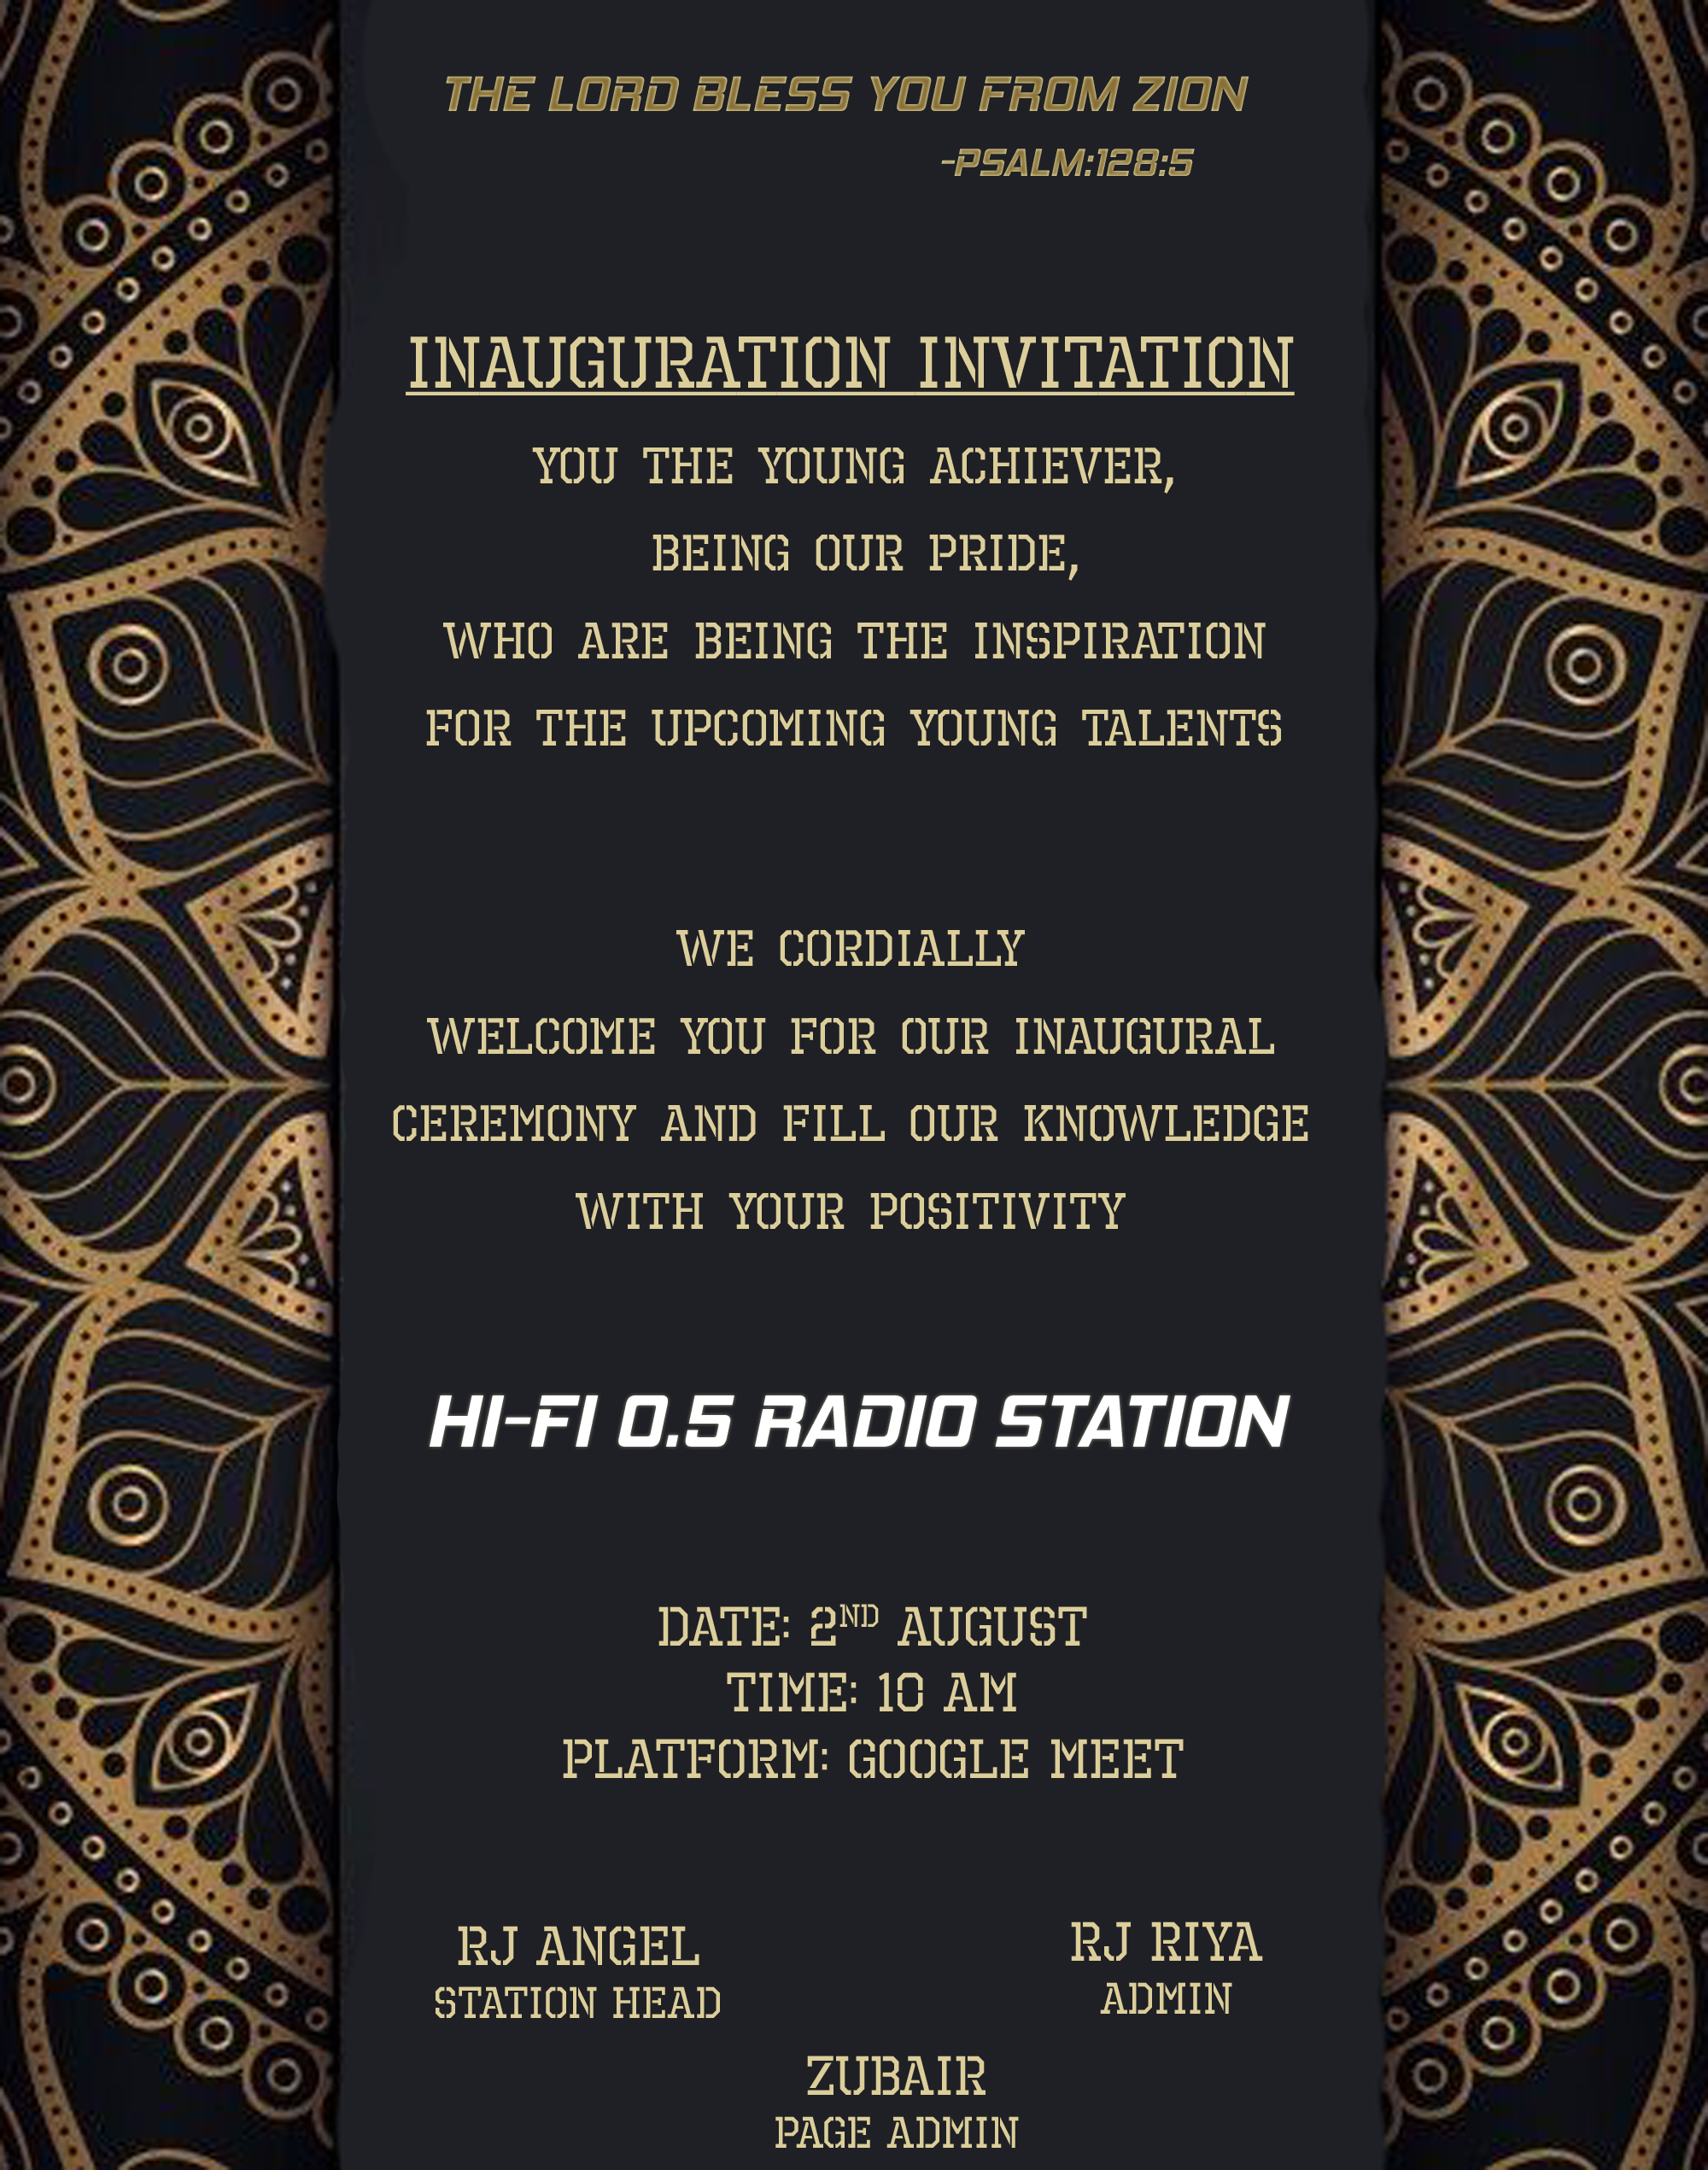 THE LORD BLESS YOU FROM ZION
-PSALM:128:5
INAUGURATION INVITATION
YOU THE YOUNG ACHIEVER,
BEING OUR PRIDE,
WHO ARE BEING THE INSPIRATION
FOR THE UPCOMING YOUNG TALENTS
WE CORDIALLY
WELCOME YOU FOR OUR INAUGURAL
CEREMONY AND FILL OUR KNOWLEDGE
WITH YOUR POSITIVITY
HI-FI 0.5 RADIO STATION
DATE: 2ND AUGUST
TIME: 10 AM
PLATFORM: GOOGLE MEET
RJ ANGEL
STATION HEAD
RJ RIYA
ADMIN
ZUBAIR
PAGE ADMIN